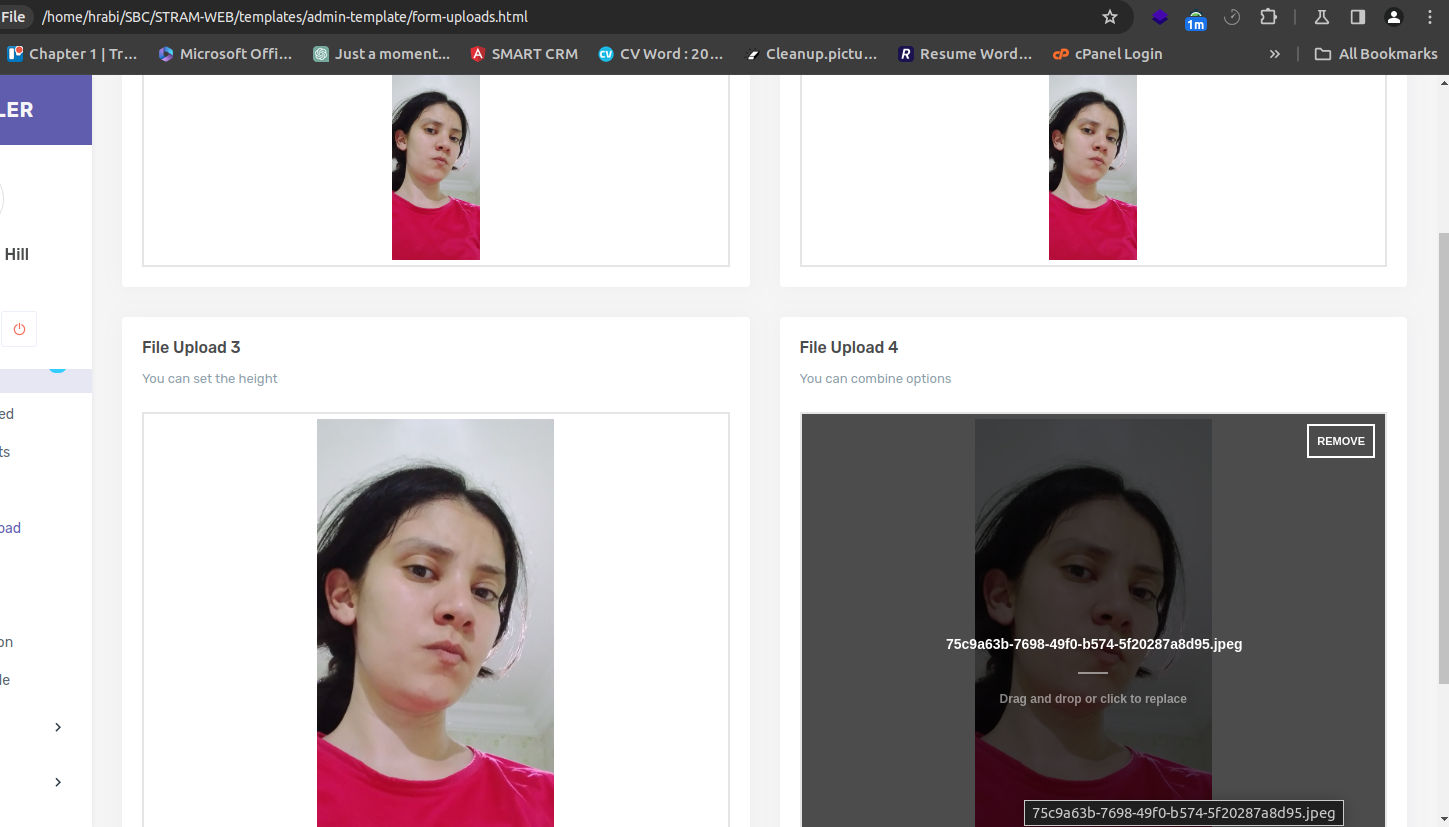 File /home/hrabi/SBC/STRAM-WEB/templates/admin-template/form-uploads.html
1m
Chapter 1 | Tr... Microsoft Offi... Just a moment... SMART CRM CV Word : 20... Cleanup.pictu... Resume Word... cPanel Login » All Bookmarks
LER
Hill
ed
ts
oad
on
le
File Upload 3
You can set the height
File Upload 4
You can combine options
REMOVE
75c9a63b-7698-49f0-b574-5f20287a8d95.jpeg
Drag and drop or click to replace
75c9a63b-7698-49f0-b574-5f20287a8d95.jpeg